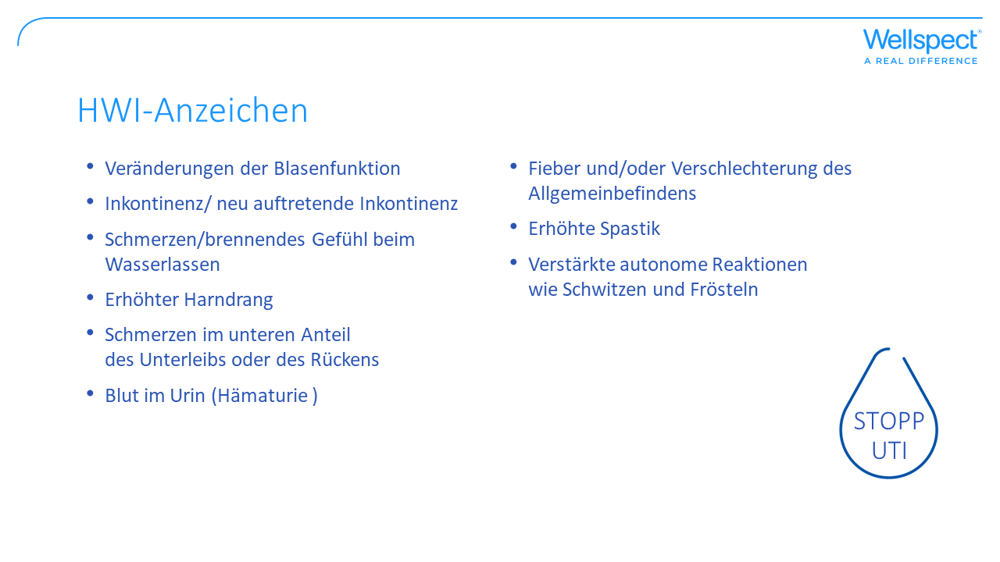 Wellspect®
A REAL DIFFERENCE
HWI-Anzeichen
• Veränderungen der Blasenfunktion
• Inkontinenz/ neu auftretende Inkontinenz
• Schmerzen/brennendes Gefühl beim
Wasserlassen
• Erhöhter Harndrang
• Schmerzen im unteren Anteil
des Unterleibs oder des Rückens
• Blut im Urin (Hämaturie )
• Fieber und/oder Verschlechterung des
Allgemeinbefindens
• Erhöhte Spastik
• Verstärkte autonome Reaktionen
wie Schwitzen und Frösteln
STOPP
UTI